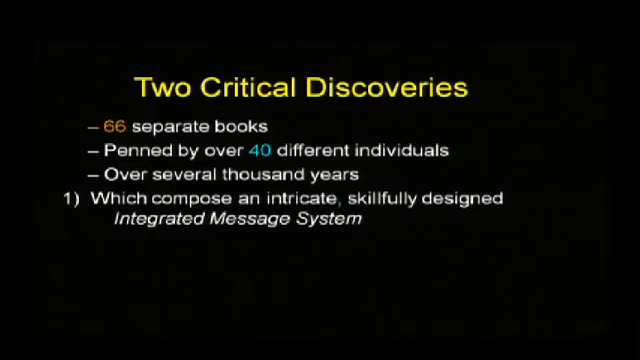 Two Critical Discoveries
– 66 separate books
– Penned by over 40 different individuals
– Over several thousand years
1) Which compose an intricate, skillfully designed
Integrated Message System